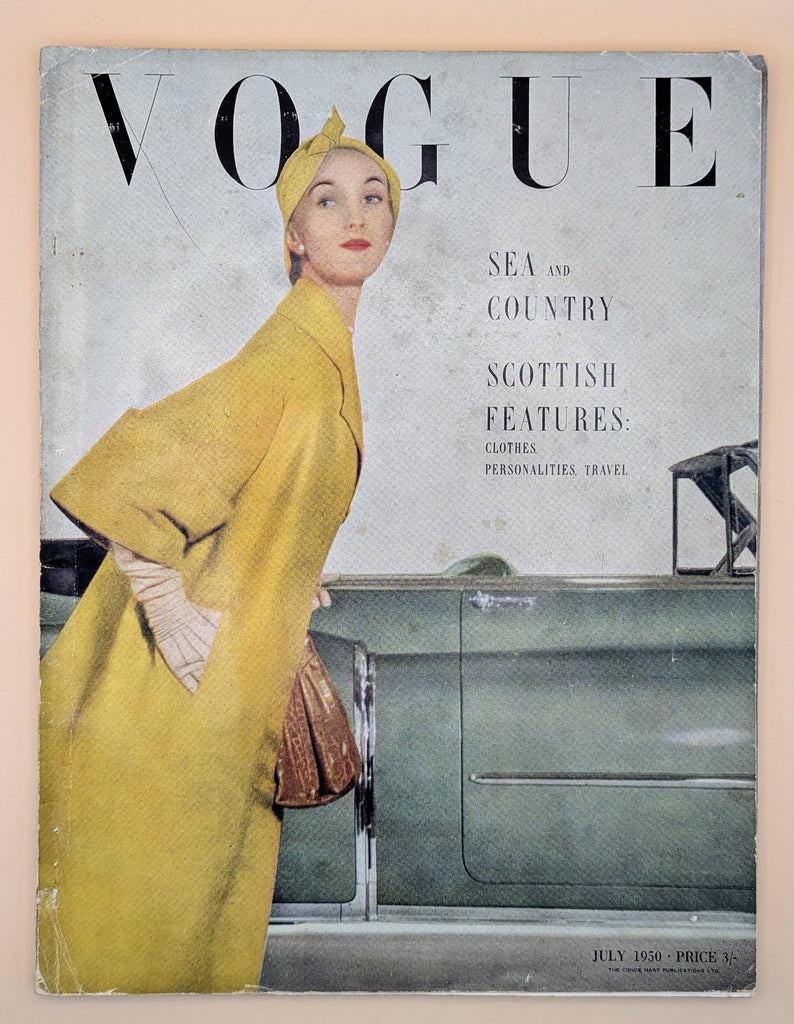 VOGUE
SEA AND
COUNTRY
SCOTTISH
FEATURES:
CLOTHES,
PERSONALITIES, TRAVEL
JULY 1950 · PRICE 3/-
THE CONDE NAST PUBLICATIONS LTD.